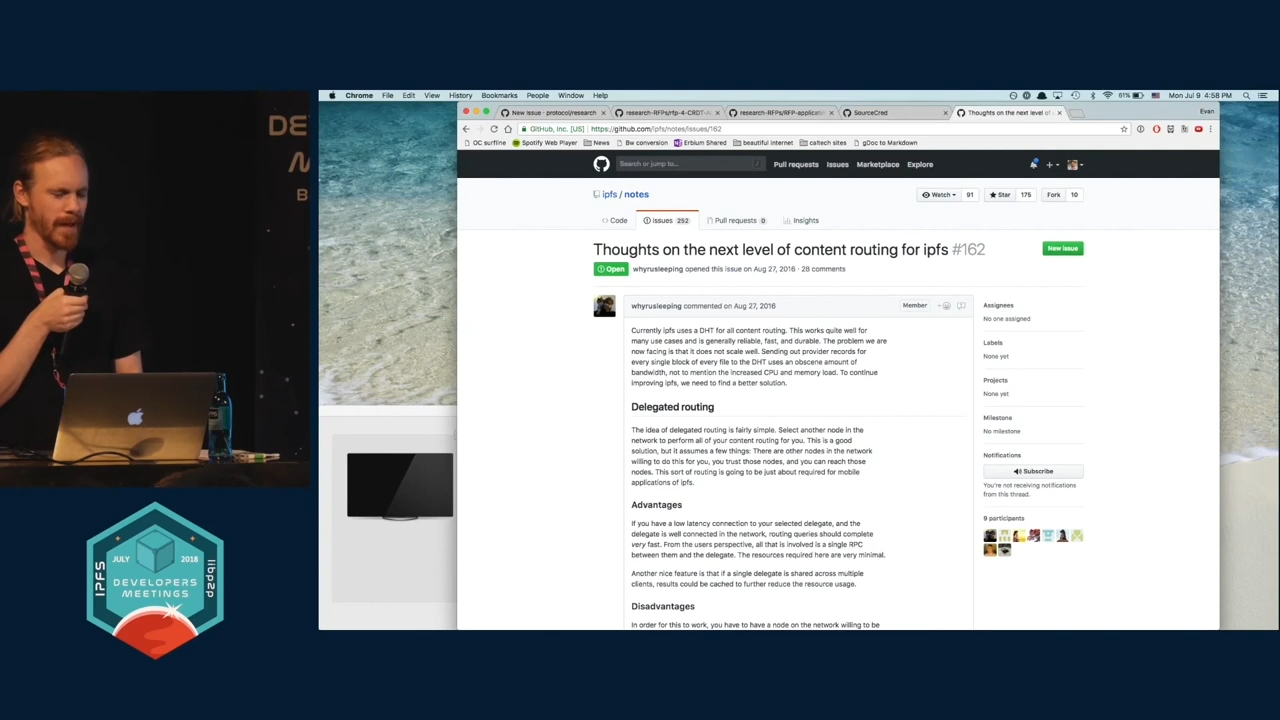 DE
M
B
Chrome File Edit View History Bookmarks People Window Help
61% Mon Jul 9 4:58 PM
New Issue · protocol/research
research-RFPs/rfp-4-CRDT-
research-RFPs/RFP-applicatio
SourceCred
Thoughts on the next level of c
Evan
GitHub, Inc. [US] https://github.com/ipfs/notes/issues/162
OC surfline Spotify Web Player News Bw conversion Erbium Shared beautiful internet caltech sites gDoc to Markdown
Search or jump to... / Pull requests Issues Marketplace Explore
ipfs / notes
Watch 91 Star 175 Fork 10
Code Issues 252 Pull requests 0 Insights
Thoughts on the next level of content routing for ipfs #162
New issue
Open whyrusleeping opened this issue on Aug 27, 2016 · 28 comments
whyrusleeping commented on Aug 27, 2016 Member
Currently ipfs uses a DHT for all content routing. This works quite well for
many use cases and is generally reliable, fast, and durable. The problem we are
now facing is that it does not scale well. Sending out provider records for
every single block of every file to the DHT uses an obscene amount of
bandwidth, not to mention the increased CPU and memory load. To continue
improving ipfs, we need to find a better solution.
Delegated routing
The idea of delegated routing is fairly simple. Select another node in the
network to perform all of your content routing for you. This is a good
solution, but it assumes a few things: There are other nodes in the network
willing to do this for you, you trust those nodes, and you can reach those
nodes. This sort of routing is going to be just about required for mobile
applications of ipfs.
Advantages
If you have a low latency connection to your selected delegate, and the
delegate is well connected in the network, routing queries should complete
very fast. From the users perspective, all that is involved is a single RPC
between them and the delegate. The resources required here are very minimal.
Another nice feature is that if a single delegate is shared across multiple
clients, results could be cached to further reduce the resource usage.
Disadvantages
In order for this to work, you have to have a node on the network willing to be
Assignees
No one assigned
Labels
None yet
Projects
None yet
Milestone
No milestone
Notifications
Subscribe
You're not receiving notifications
from this thread.
9 participants
JULY 2018
IPFS
libp2p
DEVELOPERS
MEETINGS